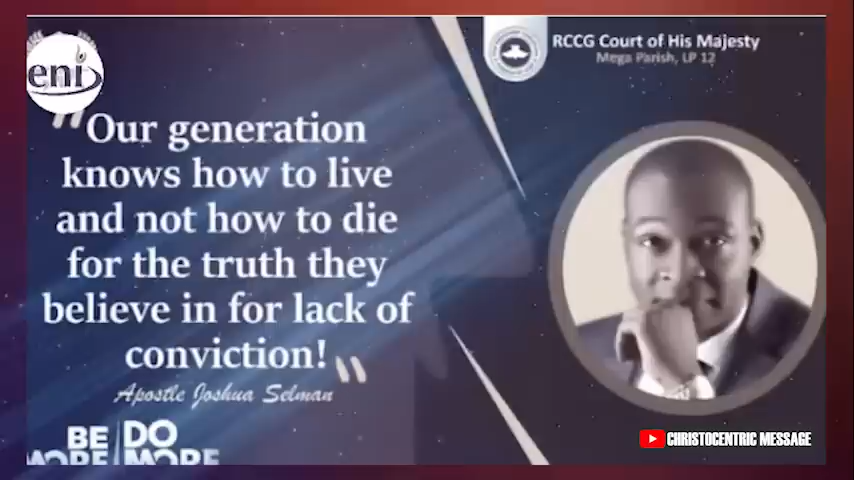 eni
RCCG Court of His Majesty
Mega Parish, LP 12
"Our generation
knows how to live
and not how to die
for the truth they
believe in for lack of
conviction!"
Apostle Joshua Selman
BE DO
MORE MORE
CHRISTOCENTRIC MESSAGE